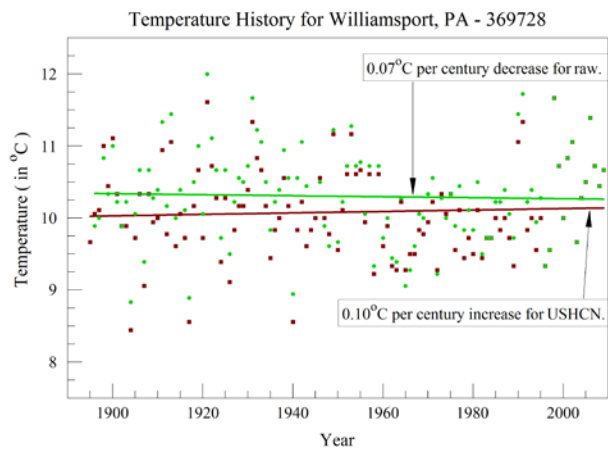 Temperature History for Williamsport, PA - 369728
0.07°C per century decrease for raw.
0.10°C per century increase for USHCN.
Temperature ( in °C )
12
11
10
9
8
1900
1920
1940
1960
1980
2000
Year